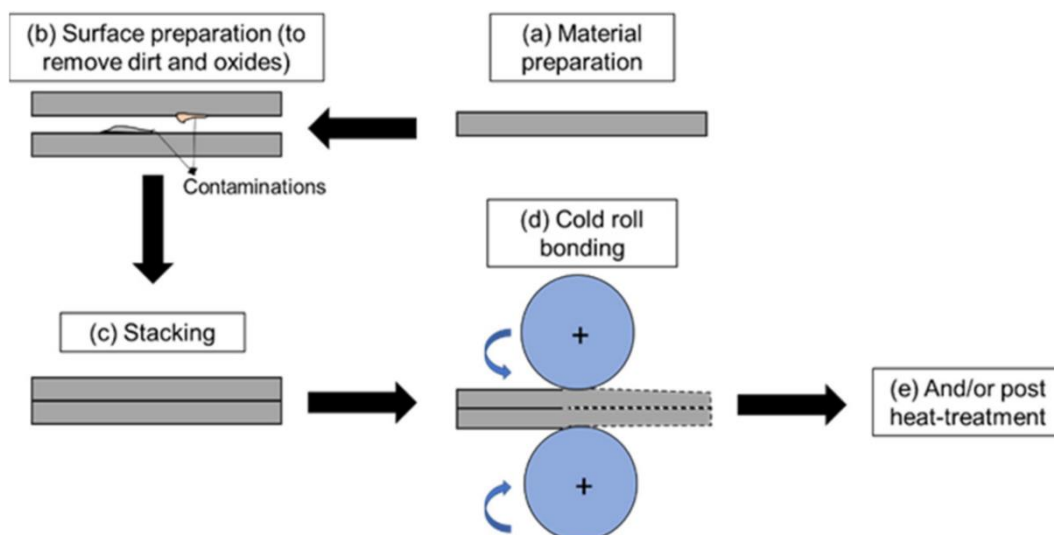 (a) Material
preparation
(b) Surface preparation (to
remove dirt and oxides)
Contaminations
(c) Stacking
(d) Cold roll
bonding
+
+
(e) And/or post
heat-treatment